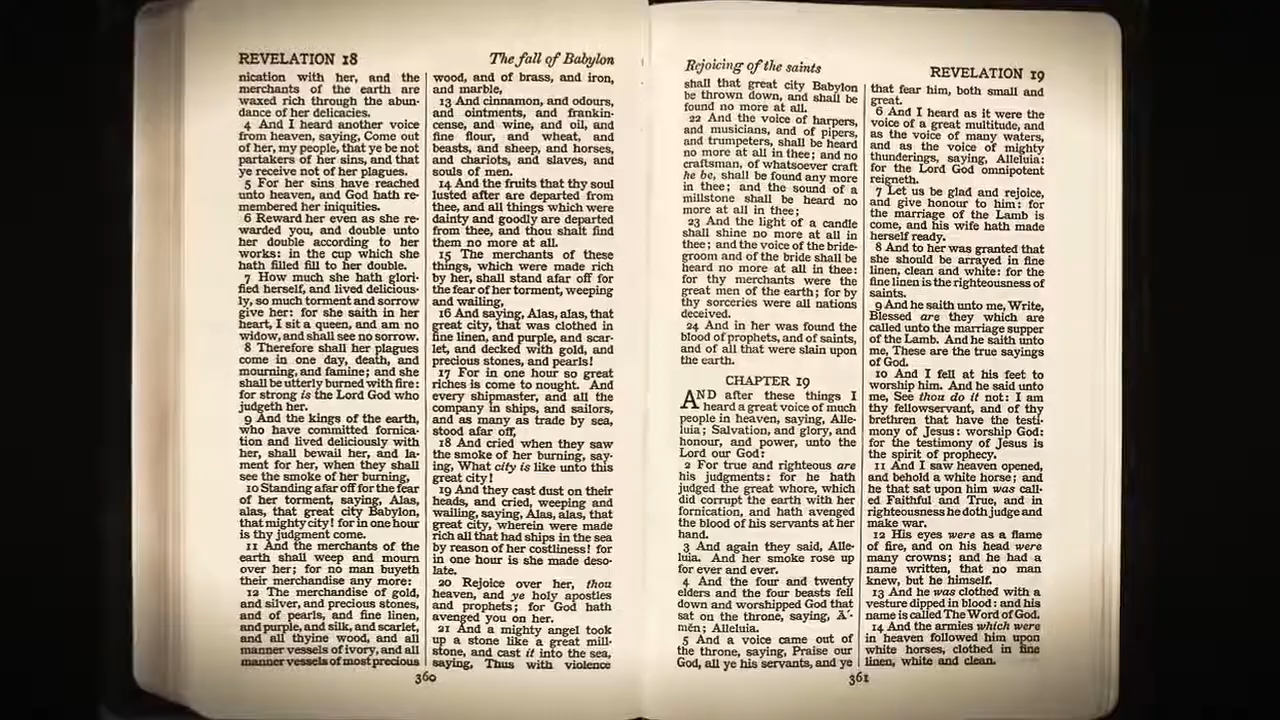 REVELATION 18
The fall of Babylon
nication with her, and the
merchants of the earth are
waxed rich through the abun-
dance of her delicacies.
4 And I heard another voice
from heaven, saying, Come out
of her, my people, that ye be not
partakers of her sins, and that
ye receive not of her plagues.
5 For her sins have reached
unto heaven, and God hath re-
membered her iniquities.
6 Reward her even as she re-
warded you, and double unto
her double according to her
works: in the cup which she
hath filled fill to her double.
7 How much she hath glori-
fied herself, and lived delicious-
ly, so much torment and sorrow
give her: for she saith in her
heart, I sit a queen, and am no
widow, and shall see no sorrow.
8 Therefore shall her plagues
come in one day, death, and
mourning, and famine; and she
shall be utterly burned with fire:
for strong is the Lord God who
judgeth her.
9 And the kings of the earth,
who have committed fornica-
tion and lived deliciously with
her, shall bewail her, and la-
ment for her, when they shall
see the smoke of her burning,
10 Standing afar off for the fear
of her torment, saying, Alas,
alas, that great city Babylon,
that mighty city! for in one hour
is thy judgment come.
11 And the merchants of the
earth shall weep and mourn
over her; for no man buyeth
their merchandise any more:
12 The merchandise of gold,
and silver, and precious stones,
and of pearls, and fine linen,
and purple, and silk, and scarlet,
and all thyine wood, and all
manner vessels of ivory, and all
manner vessels of most precious
wood, and of brass, and iron,
and marble,
13 And cinnamon, and odours,
and ointments, and frankin-
cense, and wine, and oil, and
fine flour, and wheat, and
beasts, and sheep, and horses,
and chariots, and slaves, and
souls of men.
14 And the fruits that thy soul
lusted after are departed from
thee, and all things which were
dainty and goodly are departed
from thee, and thou shalt find
them no more at all.
15 The merchants of these
things, which were made rich
by her, shall stand afar off for
the fear of her torment, weeping
and wailing,
16 And saying, Alas, alas, that
great city, that was clothed in
fine linen, and purple, and scar-
let, and decked with gold, and
precious stones, and pearls!
17 For in one hour so great
riches is come to nought. And
every shipmaster, and all the
company in ships, and sailors,
and as many as trade by sea,
stood afar off,
18 And cried when they saw
the smoke of her burning, say-
ing, What city is like unto this
great city!
19 And they cast dust on their
heads, and cried, weeping and
wailing, saying, Alas, alas, that
great city, wherein were made
rich all that had ships in the sea
by reason of her costliness! for
in one hour is she made deso-
late.
20 Rejoice over her, thou
heaven, and ye holy apostles
and prophets; for God hath
avenged you on her.
21 And a mighty angel took
up a stone like a great mill-
stone, and cast it into the sea,
saying, Thus with violence
360
Rejoicing of the saints
REVELATION 19
shall that great city Babylon
be thrown down, and shall be
found no more at all.
22 And the voice of harpers,
and musicians, and of pipers,
and trumpeters, shall be heard
no more at all in thee; and no
craftsman, of whatsoever craft
he be, shall be found any more
in thee; and the sound of a
millstone shall be heard no
more at all in thee;
23 And the light of a candle
shall shine no more at all in
thee; and the voice of the bride-
groom and of the bride shall be
heard no more at all in thee:
for thy merchants were the
great men of the earth; for by
thy sorceries were all nations
deceived.
24 And in her was found the
blood of prophets, and of saints,
and of all that were slain upon
the earth.
CHAPTER 19
AND after these things I
heard a great voice of much
people in heaven, saying, Alle-
luia; Salvation, and glory, and
honour, and power, unto the
Lord our God:
2 For true and righteous are
his judgments: for he hath
judged the great whore, which
did corrupt the earth with her
fornication, and hath avenged
the blood of his servants at her
hand.
3 And again they said, Alle-
luia. And her smoke rose up
for ever and ever.
4 And the four and twenty
elders and the four beasts fell
down and worshipped God that
sat on the throne, saying, Ā́-
mĕn; Alleluia.
5 And a voice came out of
the throne, saying, Praise our
God, all ye his servants, and ye
that fear him, both small and
great.
6 And I heard as it were the
voice of a great multitude, and
as the voice of many waters,
and as the voice of mighty
thunderings, saying, Alleluia:
for the Lord God omnipotent
reigneth.
7 Let us be glad and rejoice,
and give honour to him: for
the marriage of the Lamb is
come, and his wife hath made
herself ready.
8 And to her was granted that
she should be arrayed in fine
linen, clean and white: for the
fine linen is the righteousness of
saints.
9 And he saith unto me, Write,
Blessed are they which are
called unto the marriage supper
of the Lamb. And he saith unto
me, These are the true sayings
of God.
10 And I fell at his feet to
worship him. And he said unto
me, See thou do it not: I am
thy fellowservant, and of thy
brethren that have the testi-
mony of Jesus: worship God:
for the testimony of Jesus is
the spirit of prophecy.
11 And I saw heaven opened,
and behold a white horse; and
he that sat upon him was call-
ed Faithful and True, and in
righteousness he doth judge and
make war.
12 His eyes were as a flame
of fire, and on his head were
many crowns; and he had a
name written, that no man
knew, but he himself.
13 And he was clothed with a
vesture dipped in blood: and his
name is called The Word of God.
14 And the armies which were
in heaven followed him upon
white horses, clothed in fine
linen, white and clean.
361